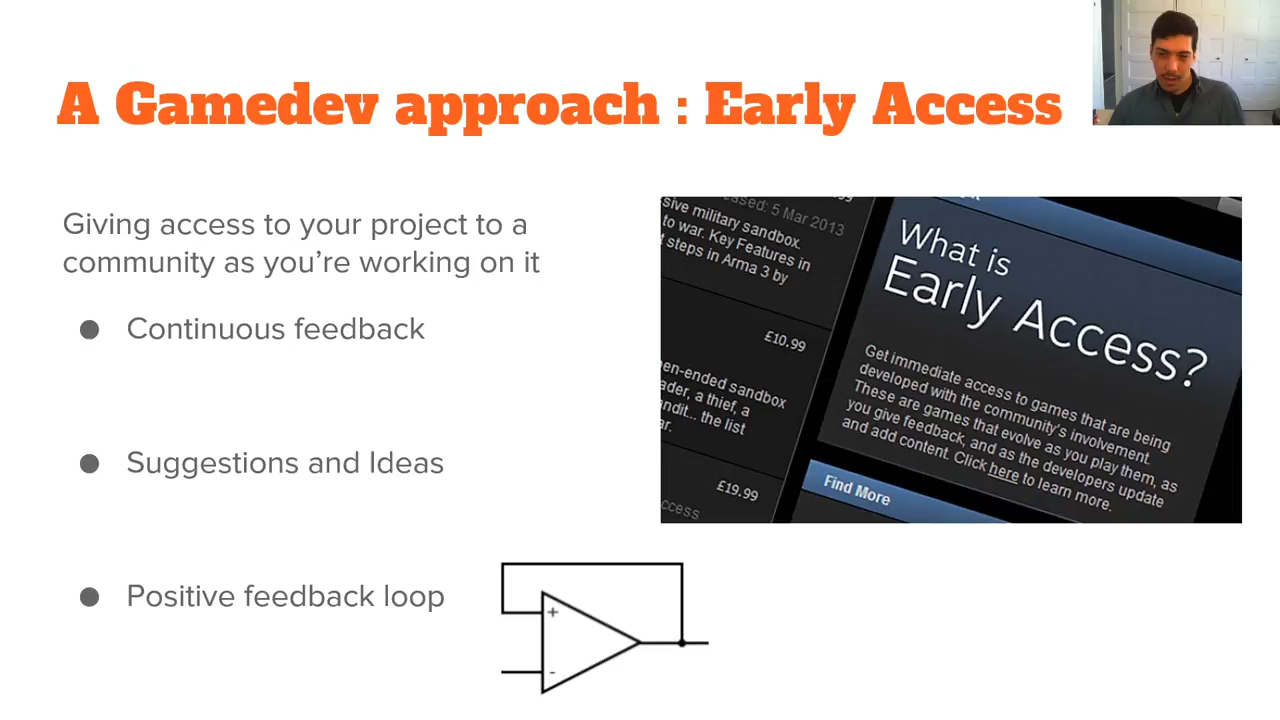 A Gamedev approach : Early Access
Giving access to your project to a
community as you’re working on it
● Continuous feedback
● Suggestions and Ideas
● Positive feedback loop
+
-
5 Mar 2013
sive military sandbox.
to war. Key Features in
steps in Arma 3 by
£10.99
en-ended sandbox
ader, a thief, a
andit... the list
ar.
£19.99
ccess
What is
Early Access?
Get immediate access to games that are being
developed with the community's involvement.
These are games that evolve as you play them, as
you give feedback, and as the developers update
and add content. Click here to learn more.
Find More